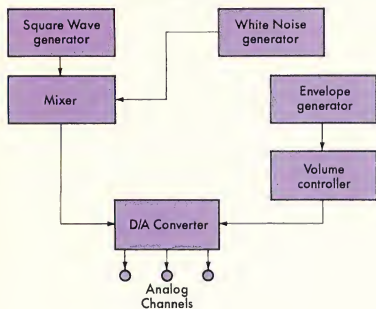 Square Wave
generator
White Noise
generator
Mixer
Envelope
generator
Volume
controller
D/A Converter
Analog
Channels